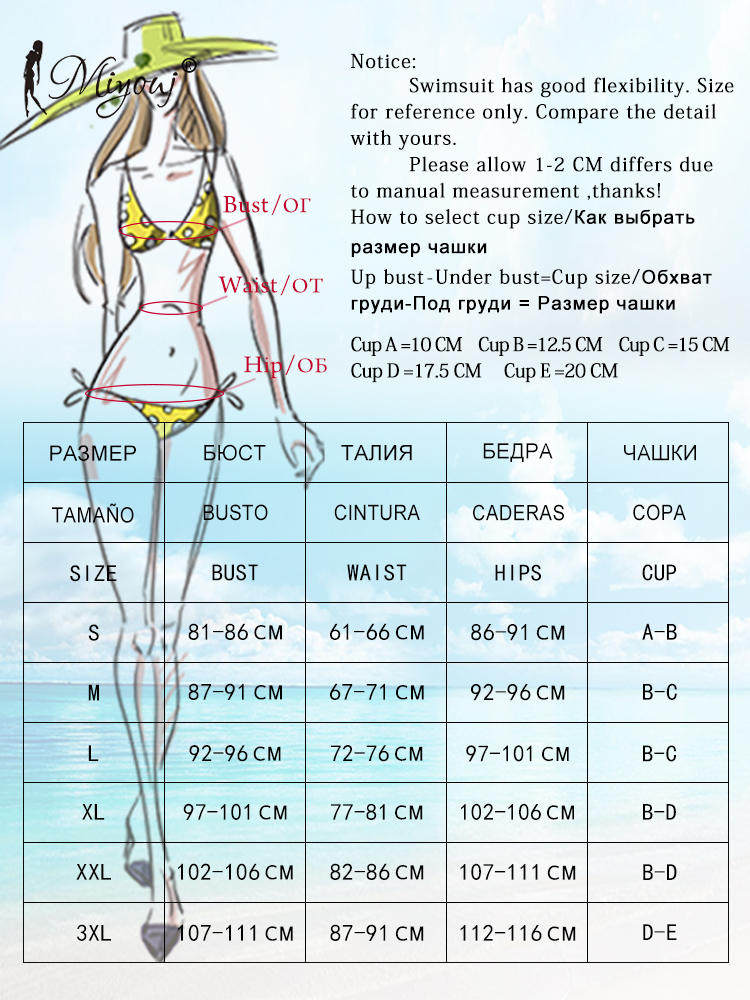 Miyouj®
Notice:
Swimsuit has good flexibility. Size
for reference only. Compare the detail
with yours.
Please allow 1-2 CM differs due
to manual measurement ,thanks!
How to select cup size/Как выбрать
размер чашки
Up bust-Under bust=Cup size/Обхват
груди-Под груди = Размер чашки
Cup A =10 CM Cup B =12.5 CM Cup C =15 CM
Cup D =17.5 CM Cup E =20 CM
Bust/ОГ
Waist/ОТ
Hip/ОБ
РАЗМЕР БЮСТ ТАЛИЯ БЕДРА ЧАШКИ
TAMAÑO BUSTO CINTURA CADERAS COPA
SIZE BUST WAIST HIPS CUP
S 81-86 CM 61-66 CM 86-91 CM A-B
M 87-91 CM 67-71 CM 92-96 CM B-C
L 92-96 CM 72-76 CM 97-101 CM B-C
XL 97-101 CM 77-81 CM 102-106 CM B-D
XXL 102-106 CM 82-86 CM 107-111 CM B-D
3XL 107-111 CM 87-91 CM 112-116 CM D-E